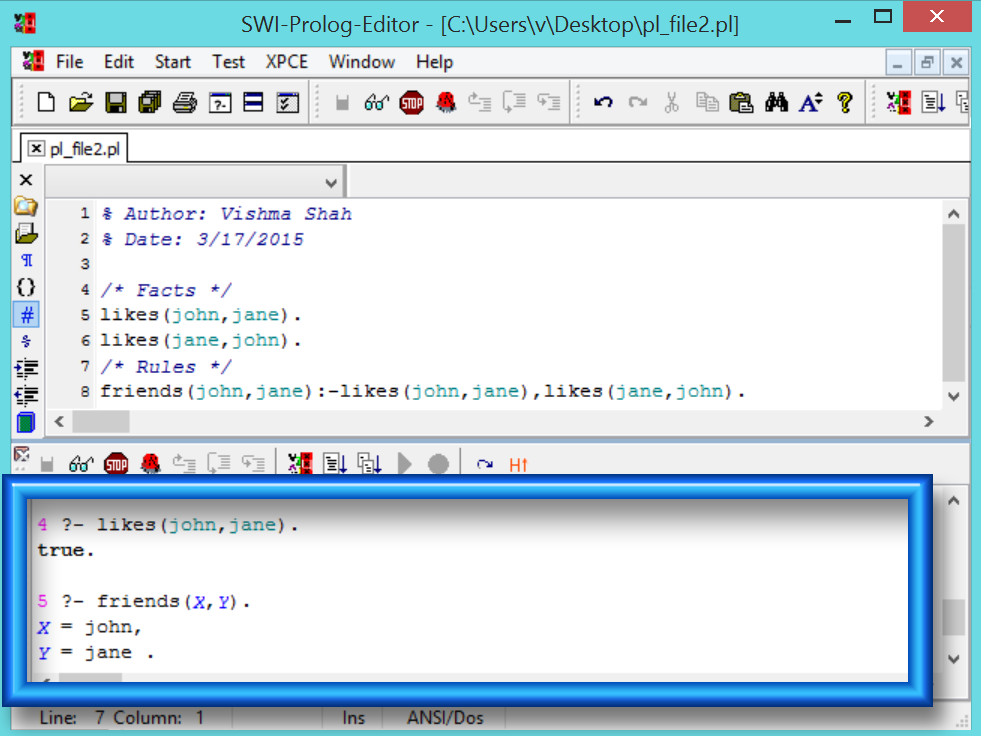 SWI-Prolog-Editor - [C:\Users\v\Desktop\pl_file2.pl]
File Edit Start Test XPCE Window Help
STOP
pl_file2.pl
1 % Author: Vishma Shah
2 % Date: 3/17/2015
3
4 /* Facts */
5 likes(john,jane).
6 likes(jane,john).
7 /* Rules */
8 friends(john,jane):-likes(john,jane),likes(jane,john).
STOP H↑
4 ?- likes(john,jane).
true.
5 ?- friends(X,Y).
X = john,
Y = jane .
Line: 7 Column: 1 Ins ANSI/Dos